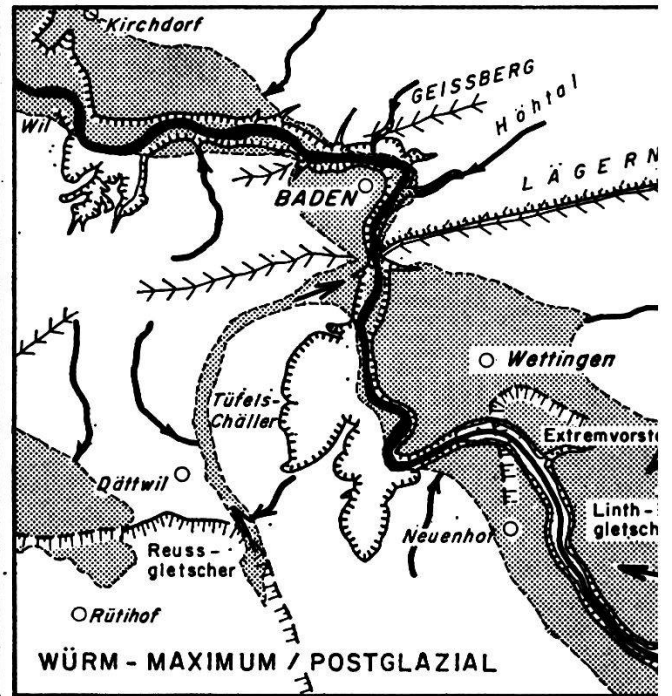 Kirchdorf
GEISSBERG
Höhtal
Wil
BADEN
LÄGERN
Wettingen
Tüfels-
Chäller
Extremvorste
Dättwil
Linth-
gletsch
Neuenhof
Reuss-
gletscher
Rütihof
WÜRM - MAXIMUM / POSTGLAZIAL